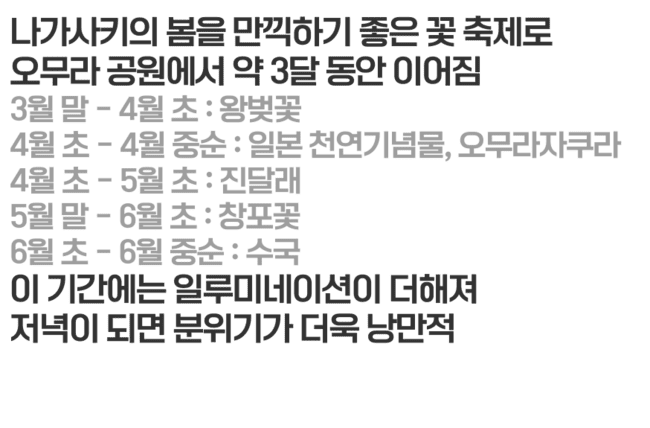 나가사키의 봄을 만끽하기 좋은 꽃 축제로
오무라 공원에서 약 3달 동안 이어짐
3월 말 - 4월 초 : 왕벚꽃
4월 초 - 4월 중순 : 일본 천연기념물, 오무라자쿠라
4월 초 - 5월 초 : 진달래
5월 말 - 6월 초 : 창포꽃
6월 초 - 6월 중순 : 수국
이 기간에는 일루미네이션이 더해져
저녁이 되면 분위기가 더욱 낭만적